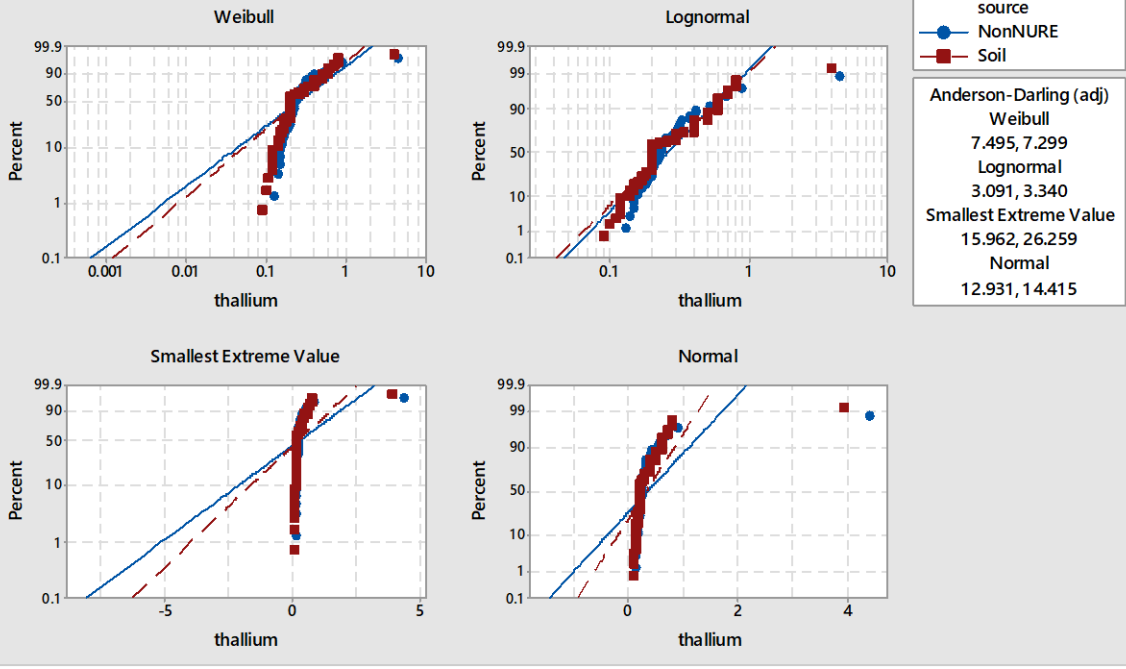 Weibull
99.9
90
50
10
1
0.1
Percent
0.001 0.01 0.1 1 10
thallium
Lognormal
99.9
99
90
50
10
1
0.1
Percent
0.1 1 10
thallium
source
NonNURE
Soil
Anderson-Darling (adj)
Weibull
7.495, 7.299
Lognormal
3.091, 3.340
Smallest Extreme Value
15.962, 26.259
Normal
12.931, 14.415
Smallest Extreme Value
99.9
90
50
10
1
0.1
Percent
-5 0 5
thallium
Normal
99.9
99
90
50
10
1
0.1
Percent
0 2 4
thallium